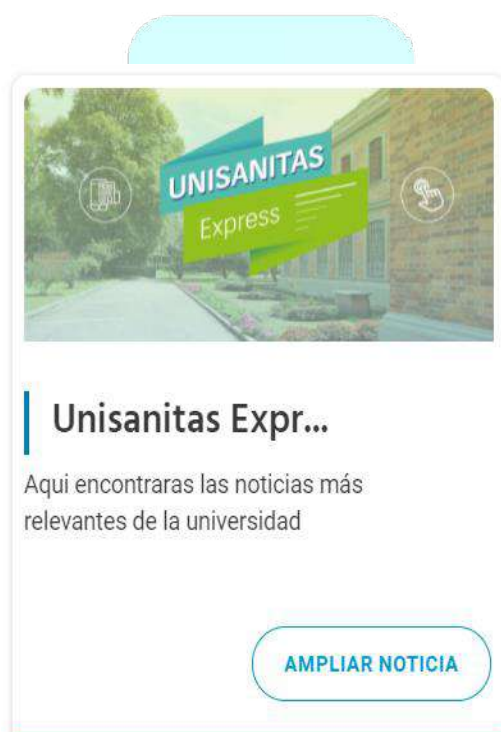 UNISANITAS
Express
Unisanitas Expr...
Aqui encontraras las noticias más
relevantes de la universidad
AMPLIAR NOTICIA